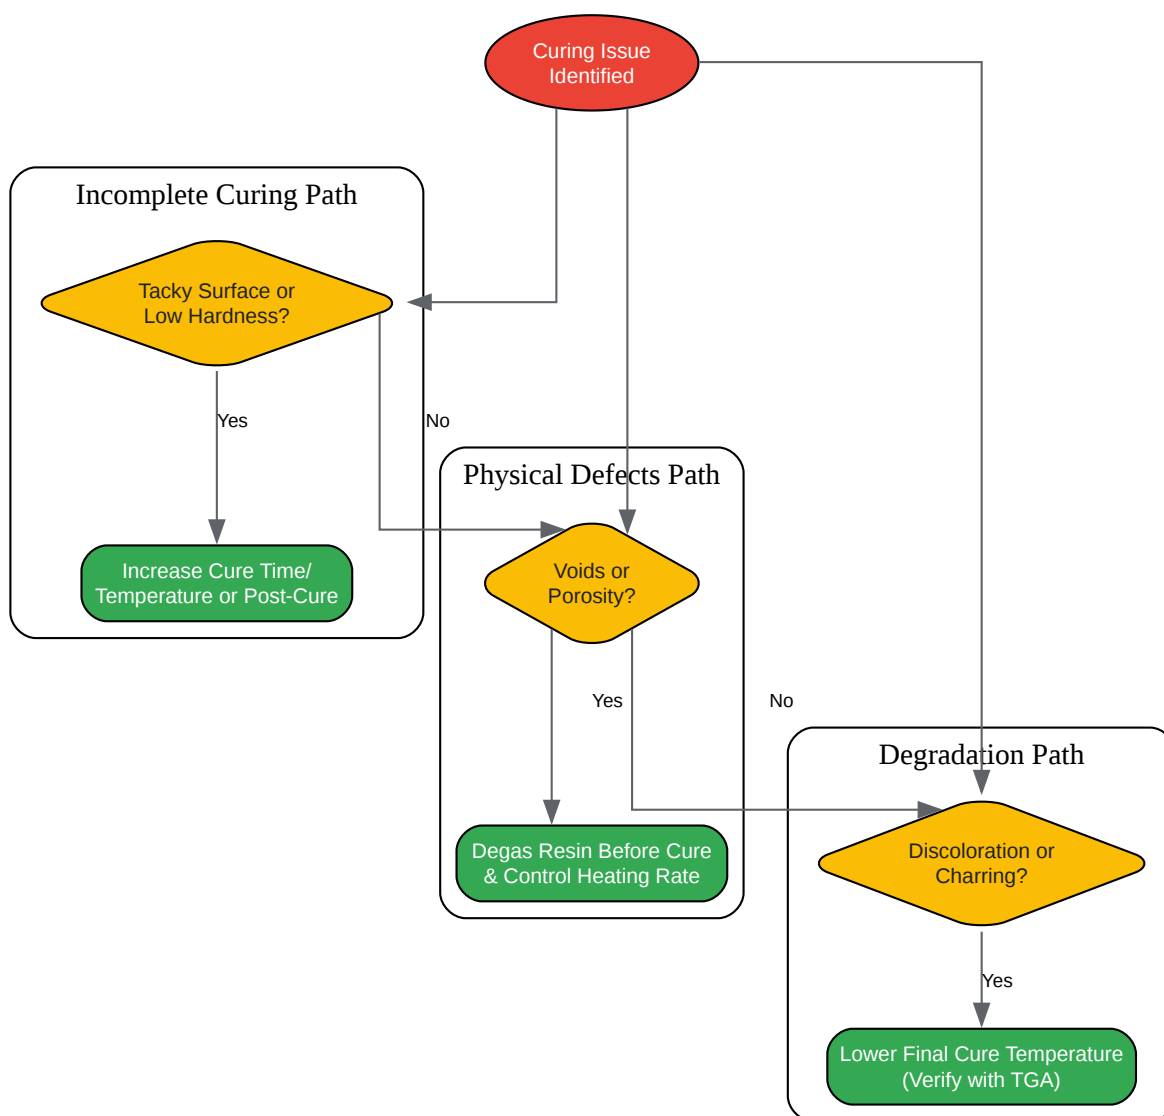 Curing Issue
Identified
Incomplete Curing Path
Tacky Surface or
Low Hardness?
Yes
No
Increase Cure Time/
Temperature or Post-Cure
Physical Defects Path
Voids or
Porosity?
Yes
No
Degas Resin Before Cure
& Control Heating Rate
Degradation Path
Discoloration or
Charring?
Yes
Lower Final Cure Temperature
(Verify with TGA)